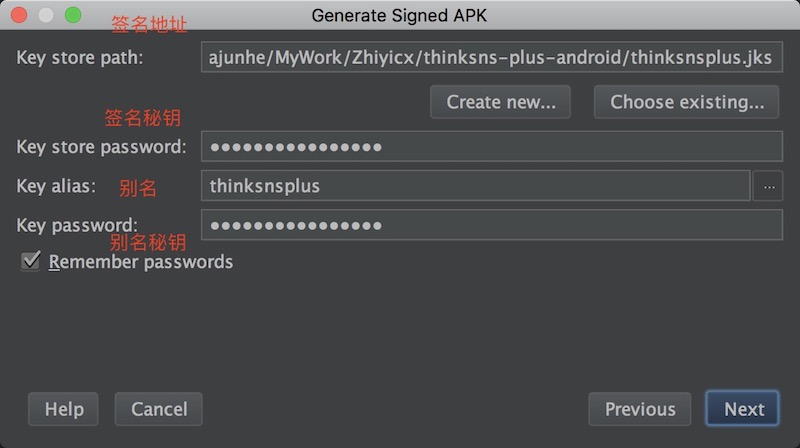 Generate Signed APK
签名地址
Key store path: ajunhe/MyWork/Zhiyicx/thinksns-plus-android/thinksnsplus.jks
Create new... Choose existing...
签名秘钥
Key store password: ••••••••••••••••
Key alias: 别名 thinksnsplus ...
Key password: ••••••••••••••••
别名秘钥
Remember passwords
Help Cancel Previous Next